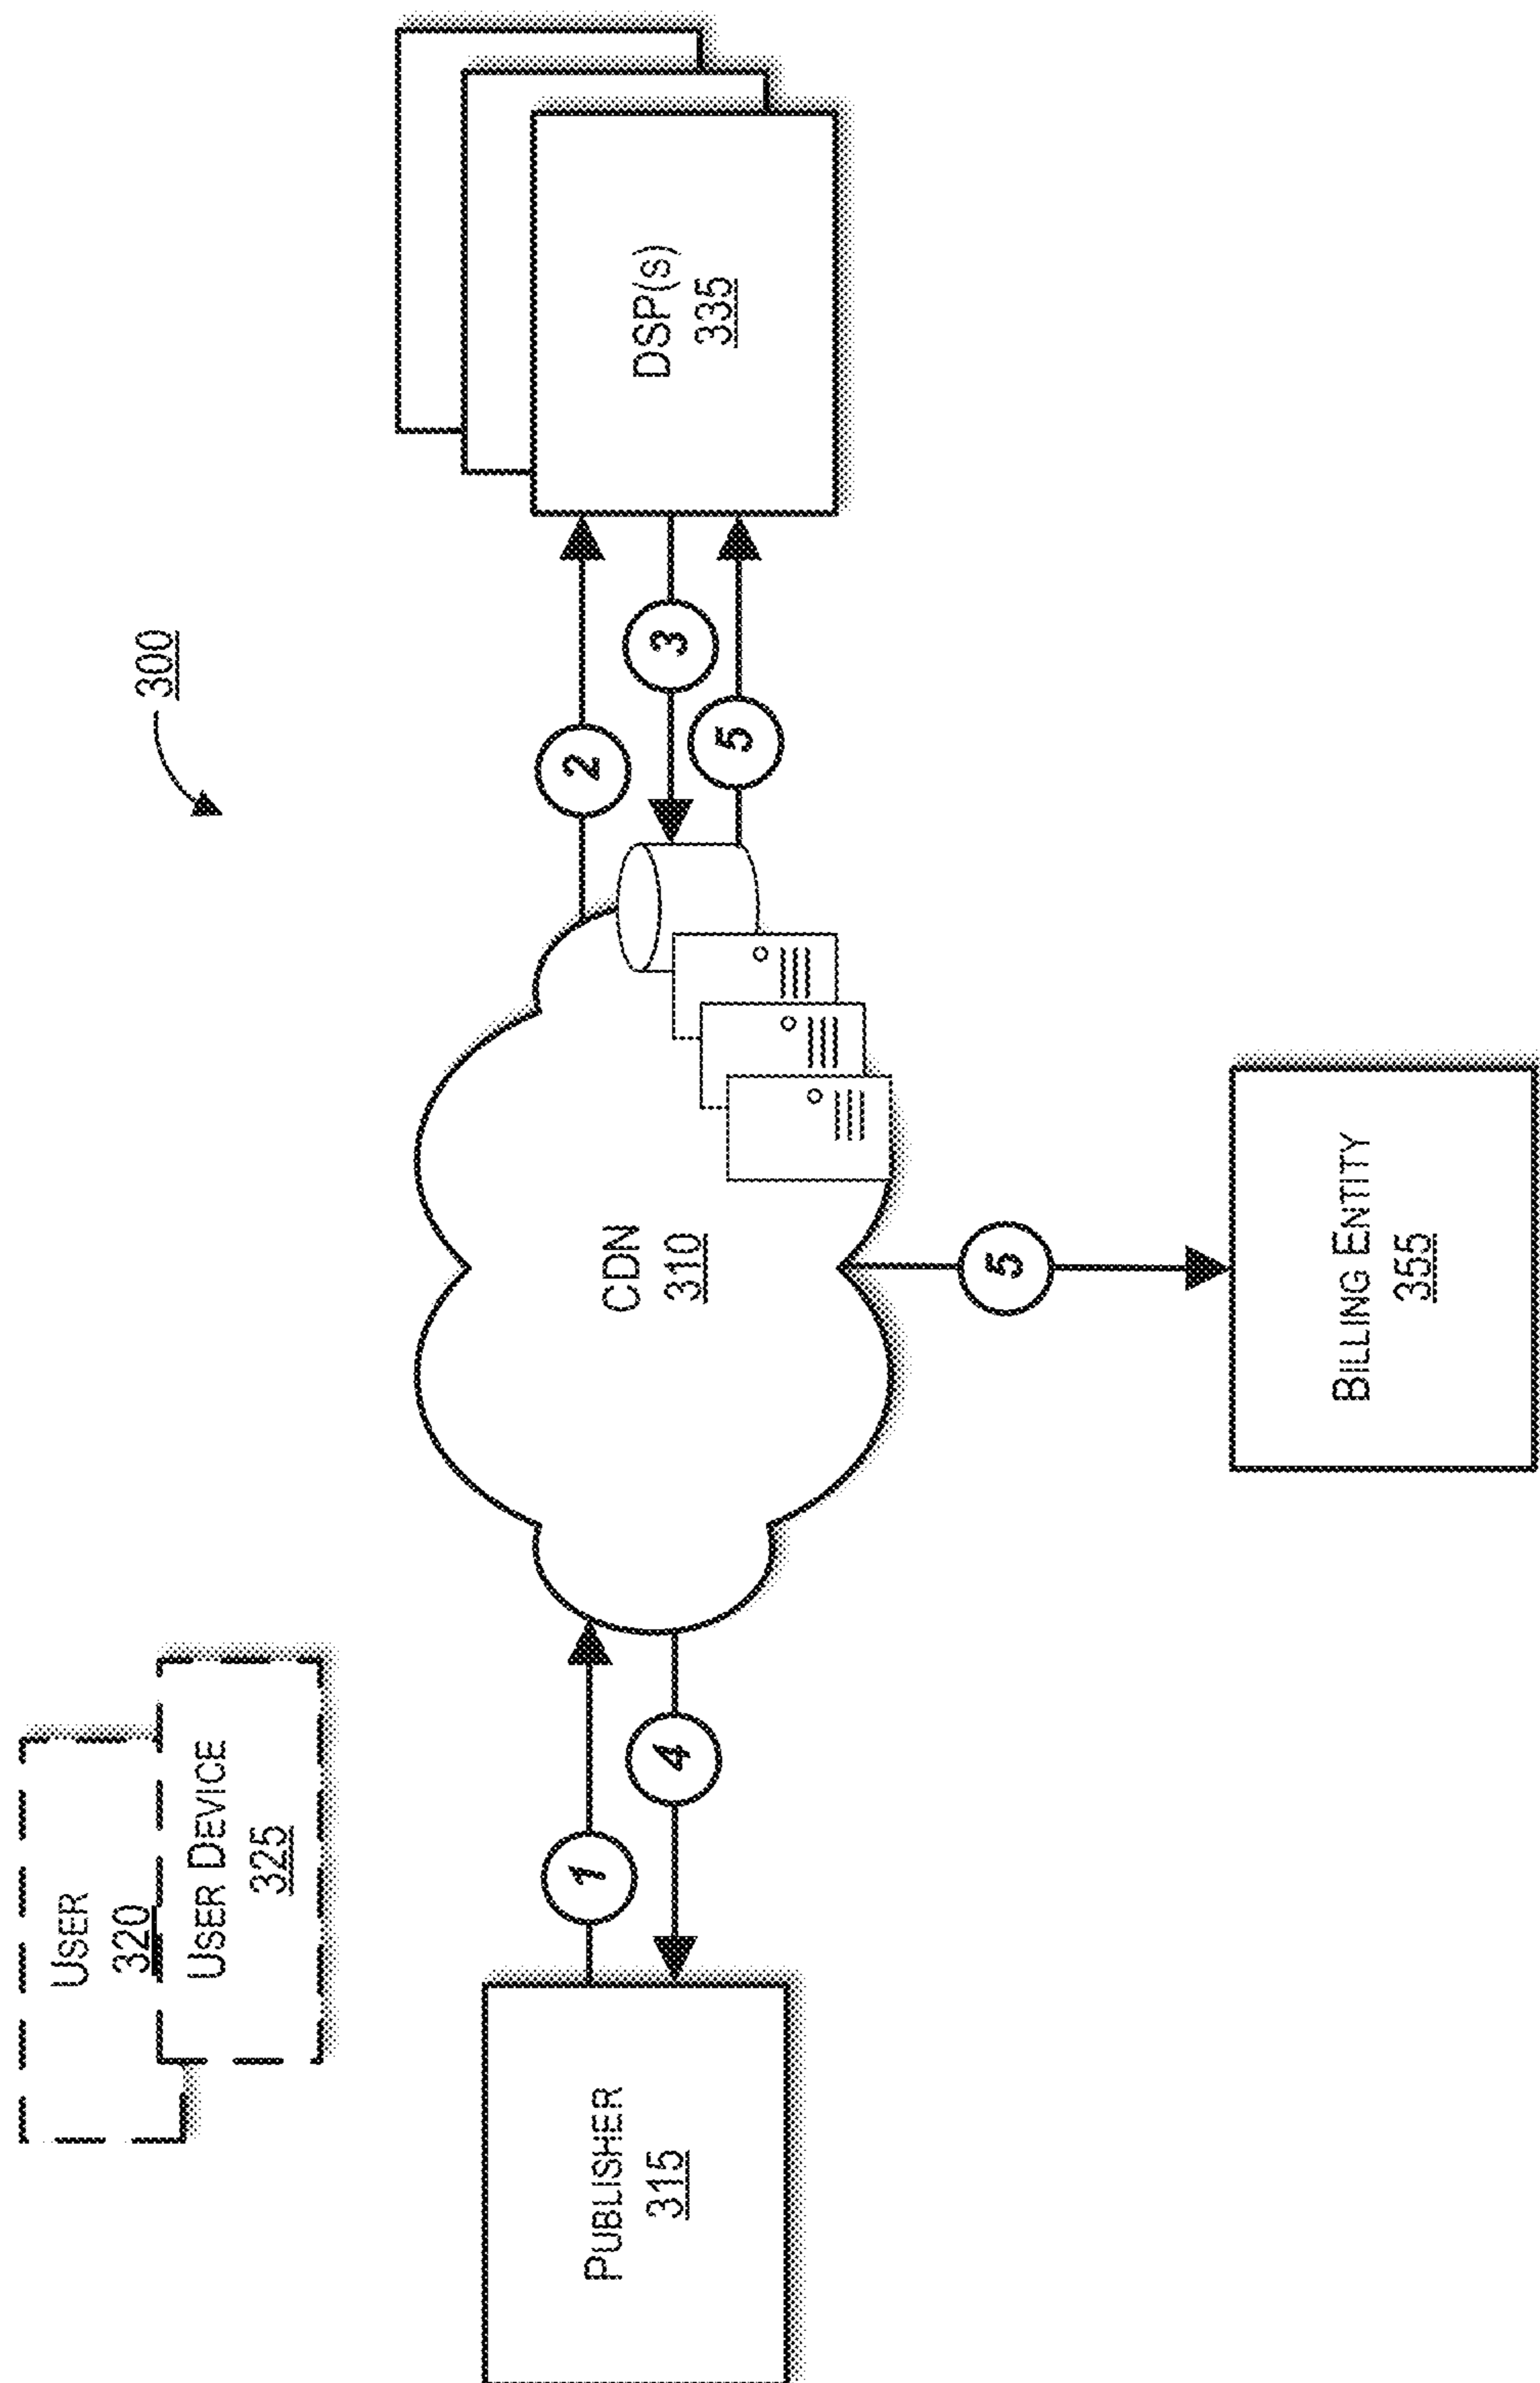 300
USER
320
USER DEVICE
325
PUBLISHER
315
1
4
CDN
310
2
3
5
DSP(S)
335
5
BILLING ENTITY
355